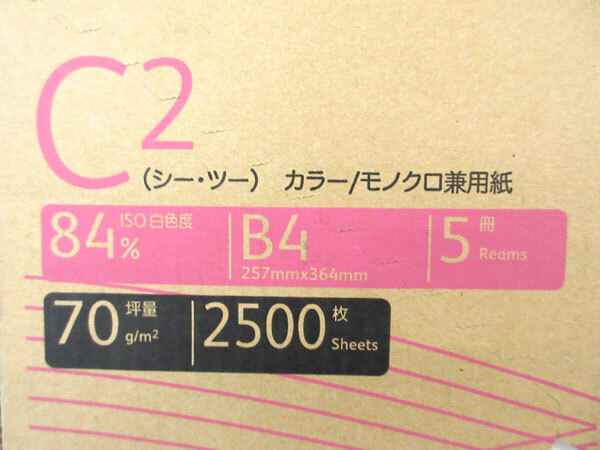 C2
(シー・ツー) カラー/モノクロ兼用紙
84% ISO 白色度
B4
257mmx364mm
5 冊 Reams
70 坪量 g/m2
2500 枚 Sheets